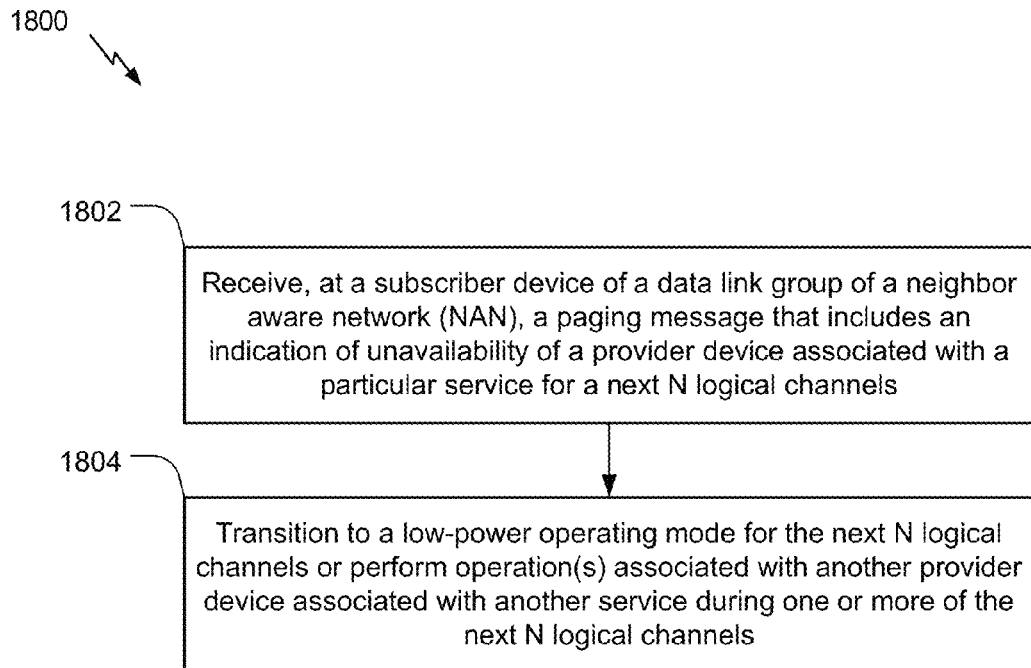 1800
1802
Receive, at a subscriber device of a data link group of a neighbor
aware network (NAN), a paging message that includes an
indication of unavailability of a provider device associated with a
particular service for a next N logical channels
1804
Transition to a low-power operating mode for the next N logical
channels or perform operation(s) associated with another provider
device associated with another service during one or more of the
next N logical channels